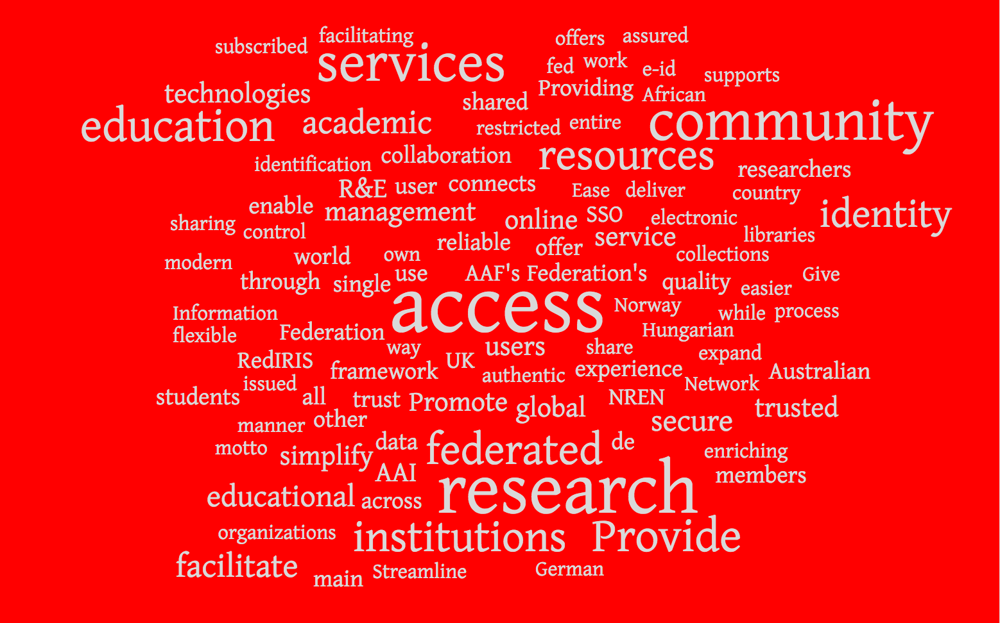 facilitating offers assured
subscribed
services fed work e-id supports
technologies shared Providing African
education academic restricted entire community
identification collaboration resources researchers
R&E user connects Ease deliver country
enable management online SSO electronic identity
sharing control reliable offer service libraries
modern world own collections
through single use AAF's Federation's quality easier Give
Information access Norway while process
flexible Federation Hungarian
way users share expand
RedIRIS framework UK authentic experience Australian
issued Network
students all trust Promote global NREN trusted
manner other secure
motto simplify data federated de enriching
AAI members
educational across research
organizations institutions Provide
facilitate main Streamline German